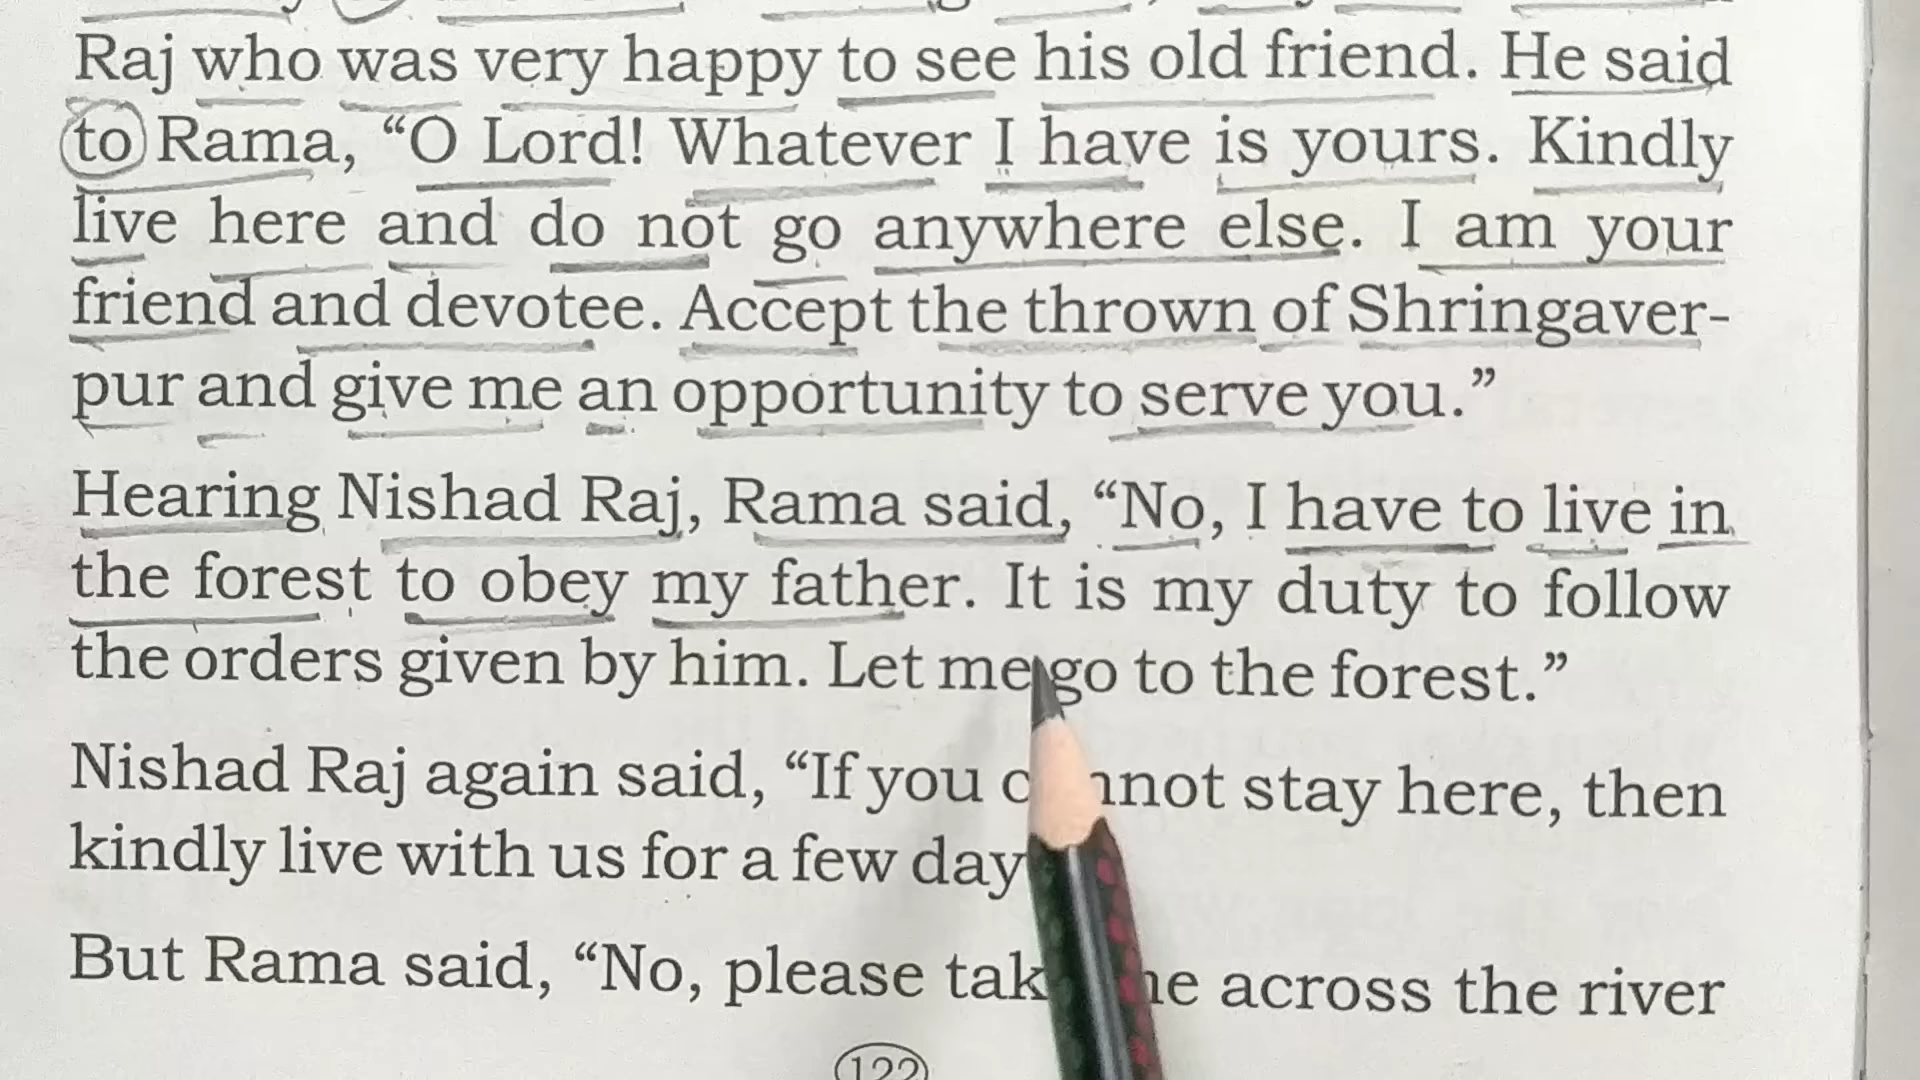 Raj who was very happy to see his old friend. He said
to Rama, “O Lord! Whatever I have is yours. Kindly
live here and do not go anywhere else. I am your
friend and devotee. Accept the thrown of Shringaver-
pur and give me an opportunity to serve you.”
Hearing Nishad Raj, Rama said, “No, I have to live in
the forest to obey my father. It is my duty to follow
the orders given by him. Let me go to the forest.”
Nishad Raj again said, “If you stay here, then
kindly live with us for a few
But Rama said, “No, please across the river
122